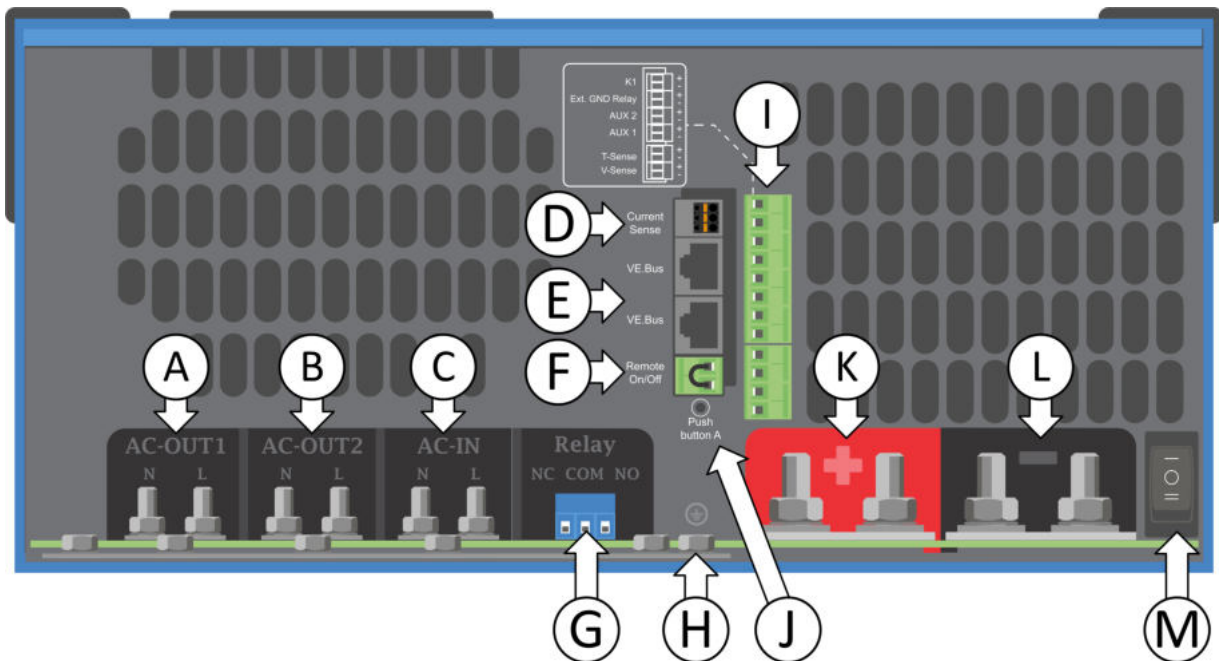 K1
Ext. GND Relay
AUX 2
AUX 1
T-Sense
V-Sense
+
-
+
-
+
-
+
-
+
-
+
-
I
D
Current
Sense
VE.Bus
E
VE.Bus
F
Remote
On/Off
Push
button A
A
B
C
K
L
AC-OUT1
N L
AC-OUT2
N L
AC-IN
N L
Relay
NC COM NO
G
H
J
M